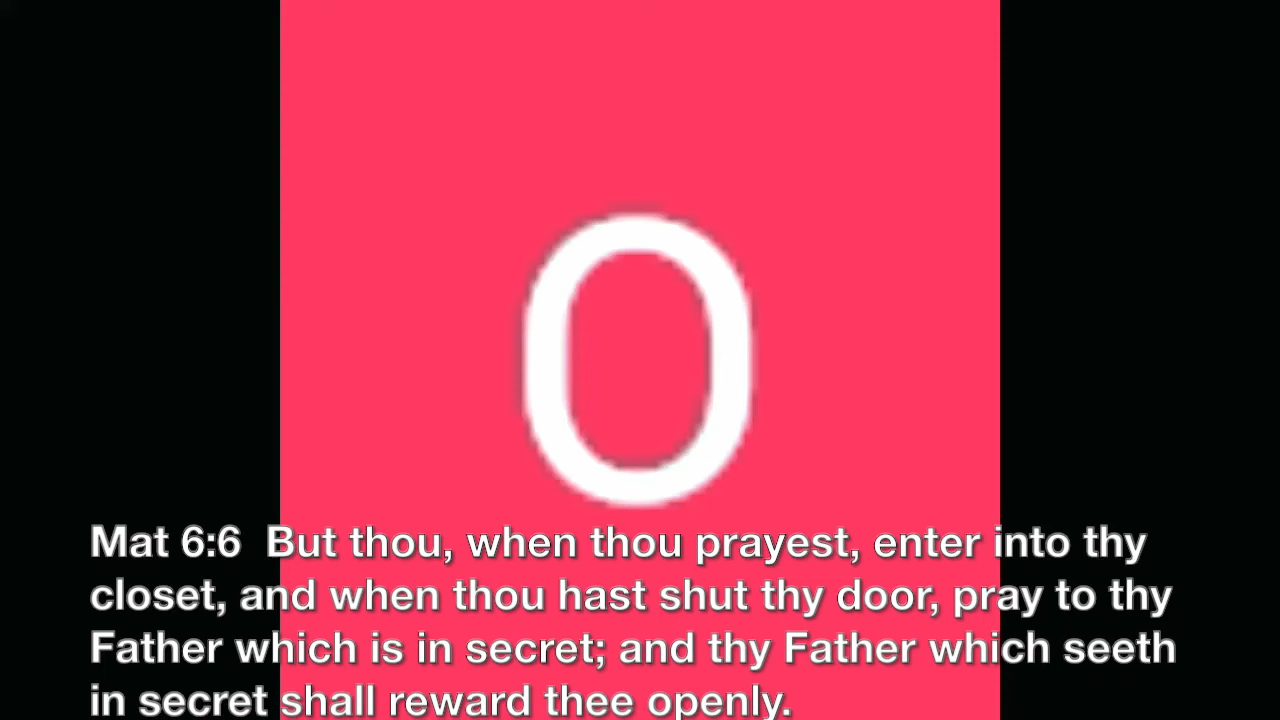 O
Mat 6:6  But thou, when thou prayest, enter into thy
closet, and when thou hast shut thy door, pray to thy
Father which is in secret; and thy Father which seeth
in secret shall reward thee openly.